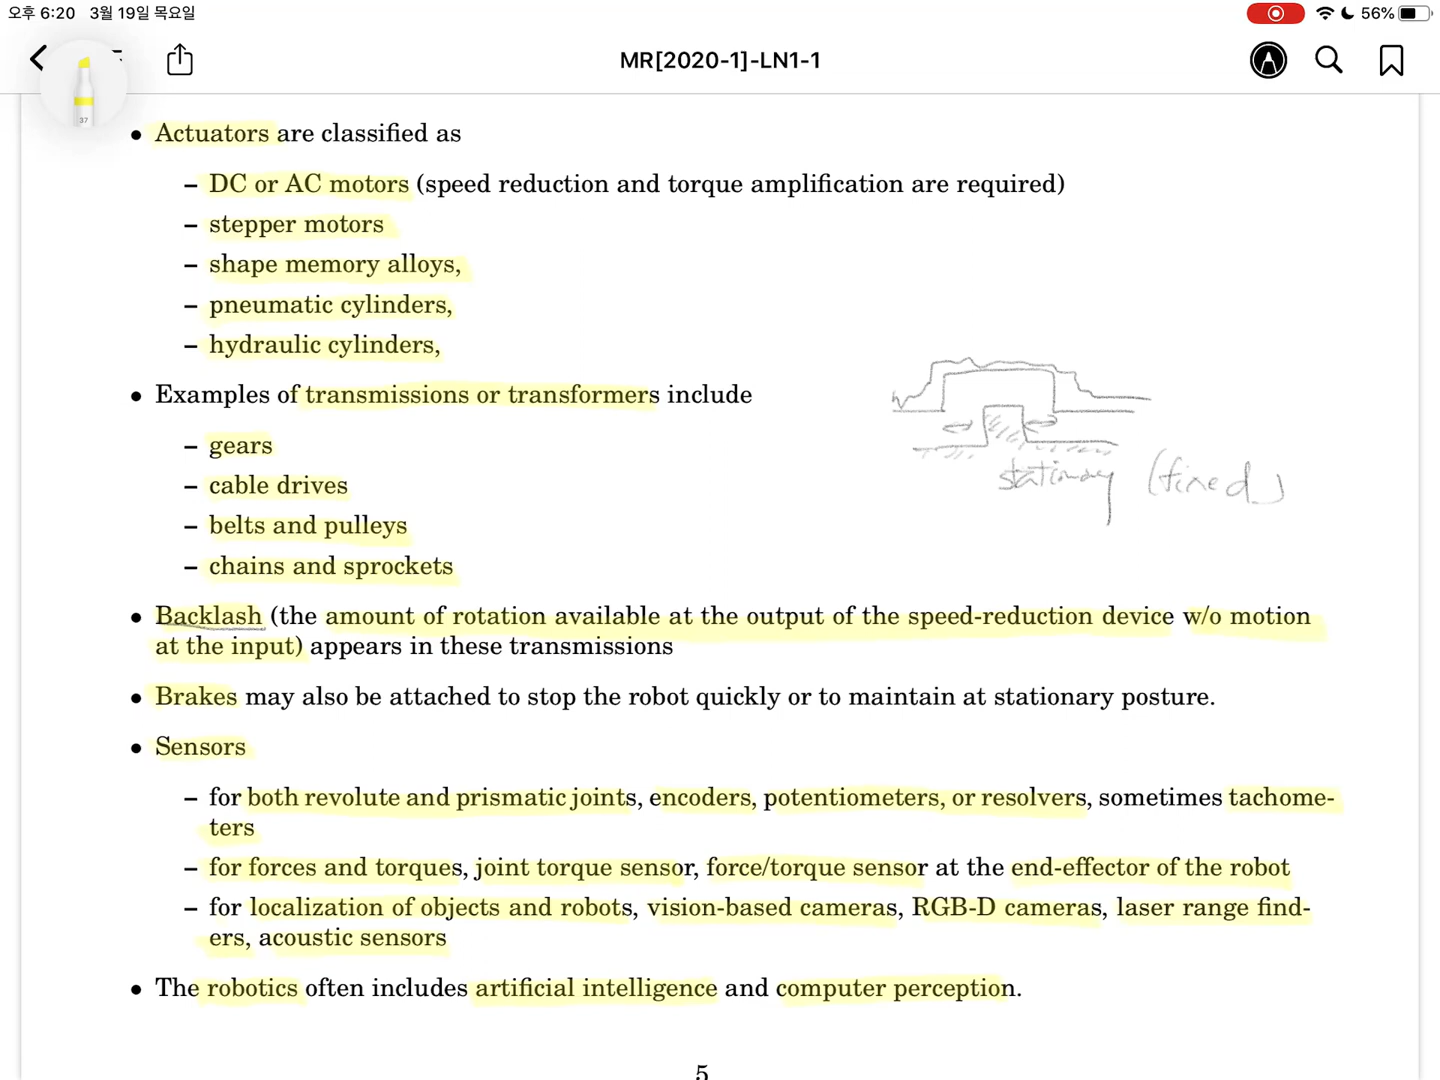 오후 6:20 3월 19일 목요일
56%
MR[2020-1]-LN1-1
37
• Actuators are classified as
– DC or AC motors (speed reduction and torque amplification are required)
– stepper motors
– shape memory alloys,
– pneumatic cylinders,
– hydraulic cylinders,
• Examples of transmissions or transformers include
– gears
– cable drives
– belts and pulleys
– chains and sprockets
stationary (fixed)
• Backlash (the amount of rotation available at the output of the speed-reduction device w/o motion
at the input) appears in these transmissions
• Brakes may also be attached to stop the robot quickly or to maintain at stationary posture.
• Sensors
– for both revolute and prismatic joints, encoders, potentiometers, or resolvers, sometimes tachome-
ters
– for forces and torques, joint torque sensor, force/torque sensor at the end-effector of the robot
– for localization of objects and robots, vision-based cameras, RGB-D cameras, laser range find-
ers, acoustic sensors
• The robotics often includes artificial intelligence and computer perception.
5